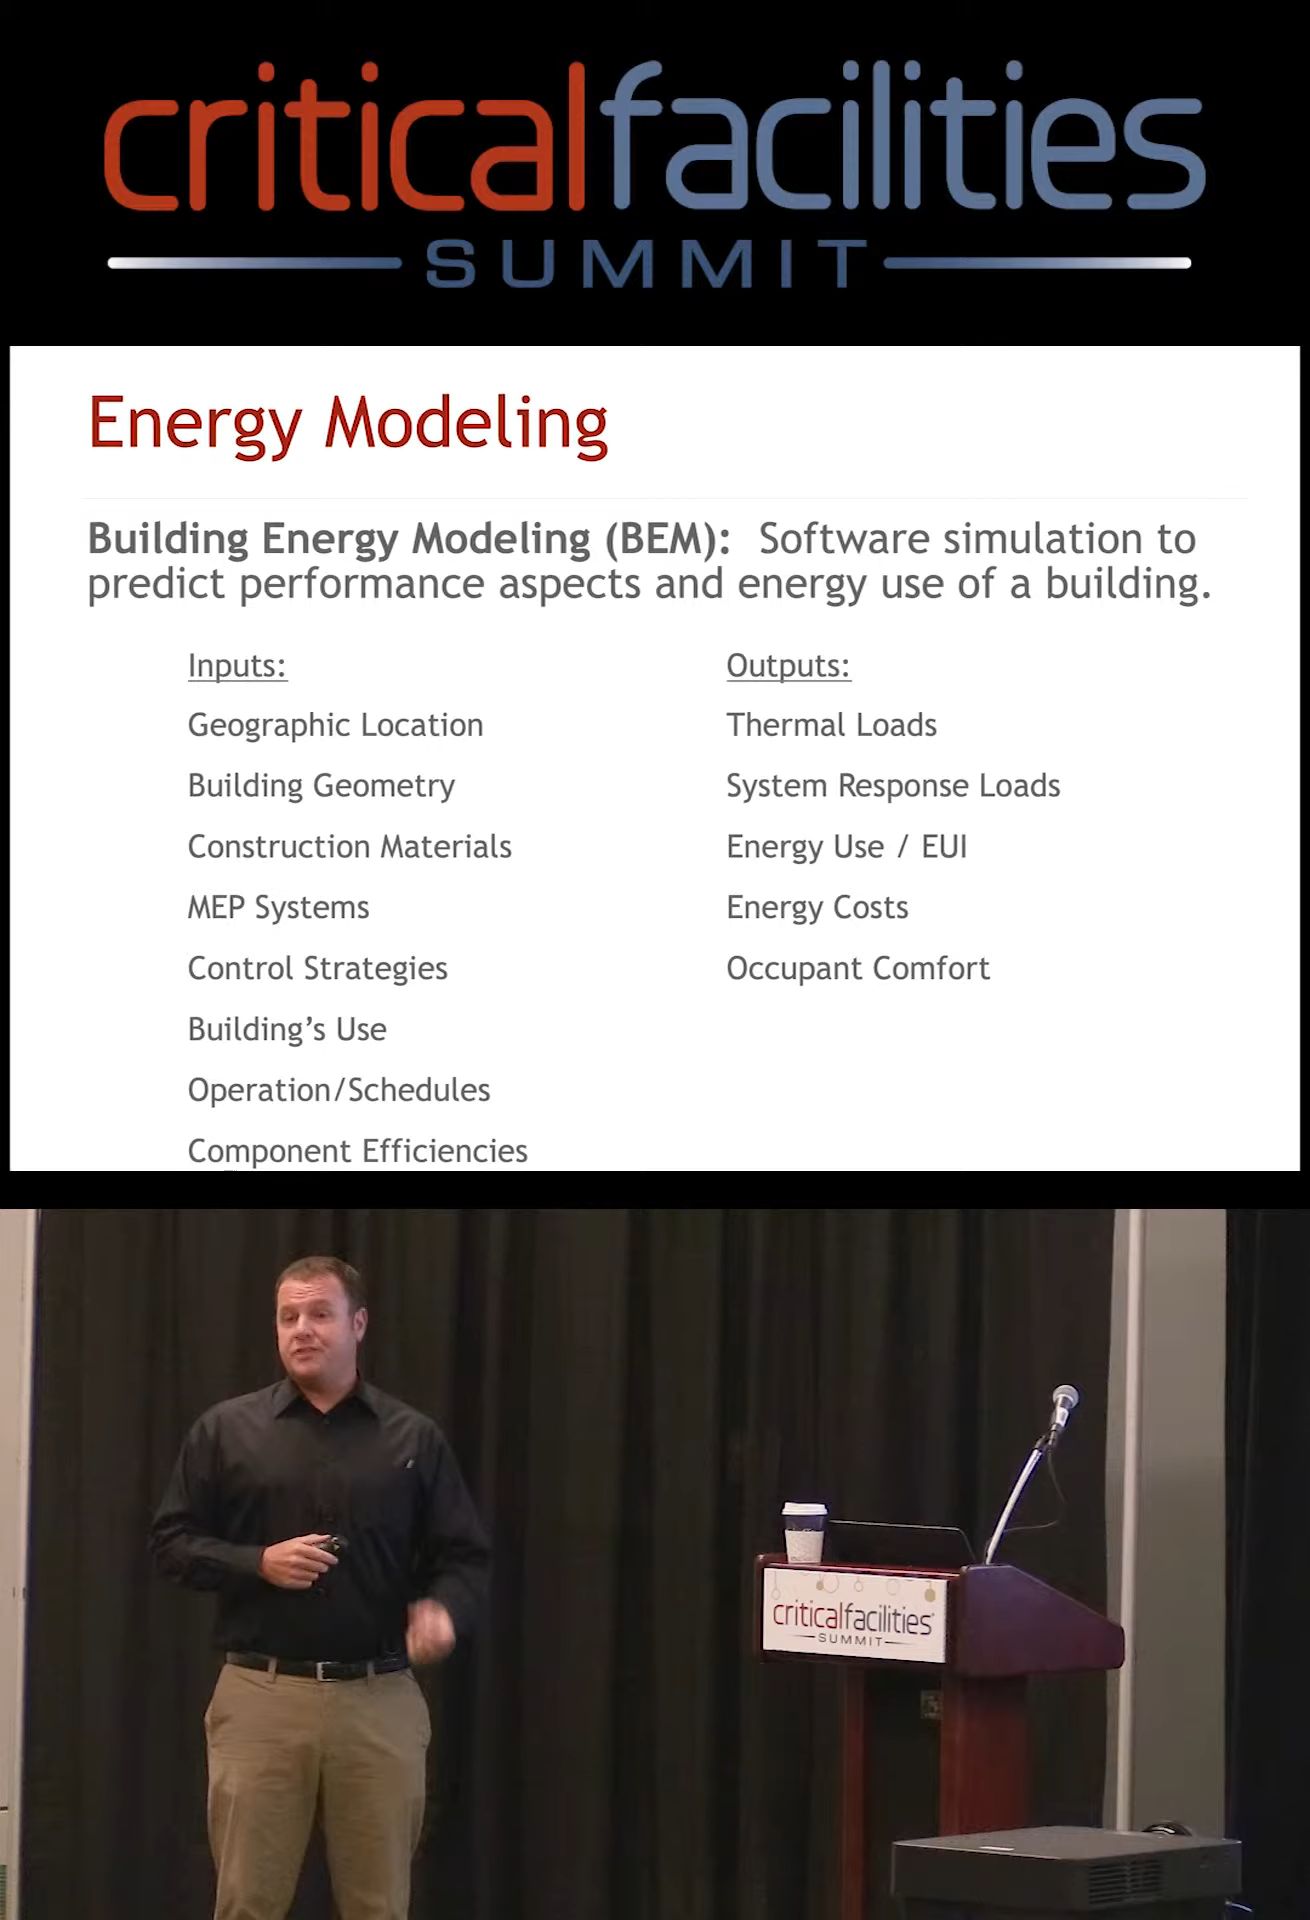 criticalfacilities
SUMMIT
Energy Modeling
Building Energy Modeling (BEM): Software simulation to
predict performance aspects and energy use of a building.
Inputs:
Geographic Location
Building Geometry
Construction Materials
MEP Systems
Control Strategies
Building’s Use
Operation/Schedules
Component Efficiencies
Outputs:
Thermal Loads
System Response Loads
Energy Use / EUI
Energy Costs
Occupant Comfort
criticalfacilities
SUMMIT